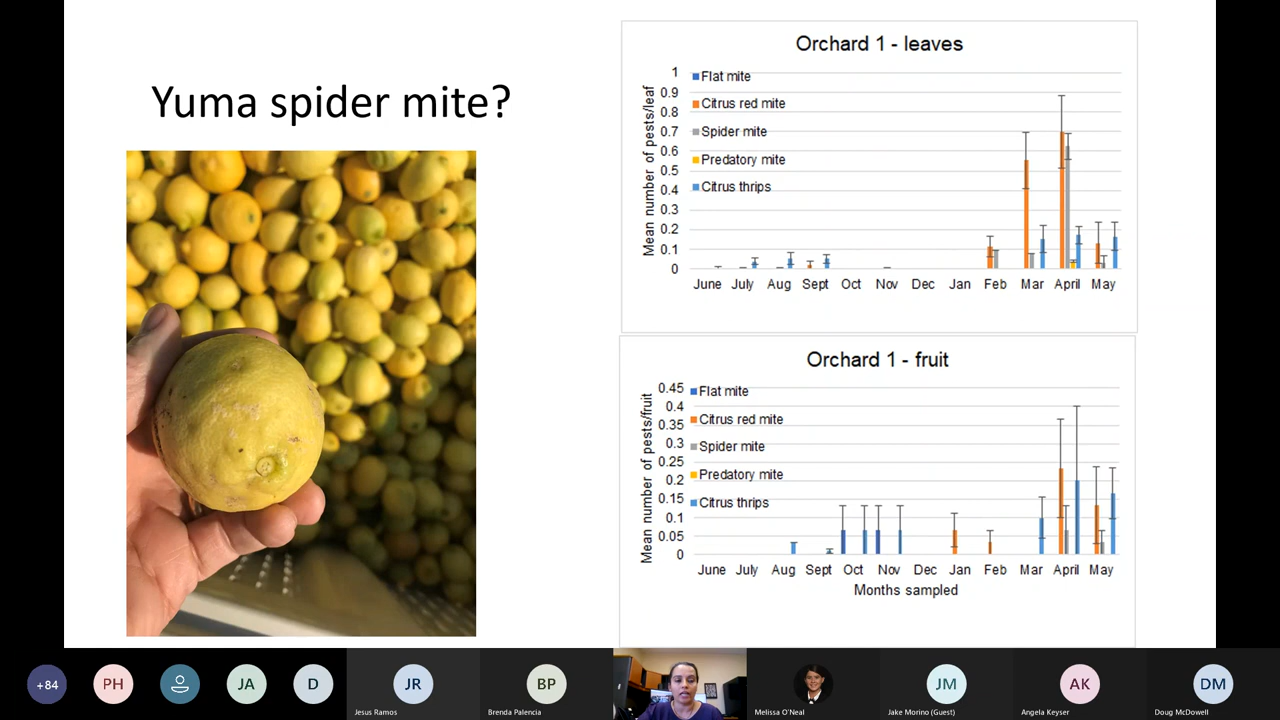 Yuma spider mite?
Orchard 1 - leaves
Mean number of pests/leaf
1
0.9
0.8
0.7
0.6
0.5
0.4
0.3
0.2
0.1
0
Flat mite
Citrus red mite
Spider mite
Predatory mite
Citrus thrips
June July Aug Sept Oct Nov Dec Jan Feb Mar April May
Orchard 1 - fruit
Mean number of pests/fruit
0.45
0.4
0.35
0.3
0.25
0.2
0.15
0.1
0.05
0
Flat mite
Citrus red mite
Spider mite
Predatory mite
Citrus thrips
June July Aug Sept Oct Nov Dec Jan Feb Mar April May
Months sampled
+84 PH JA D JR BP JM AK DM
Jesus Ramos Brenda Palencia Melissa O'Neal Jake Morino (Guest) Angela Keyser Doug McDowell